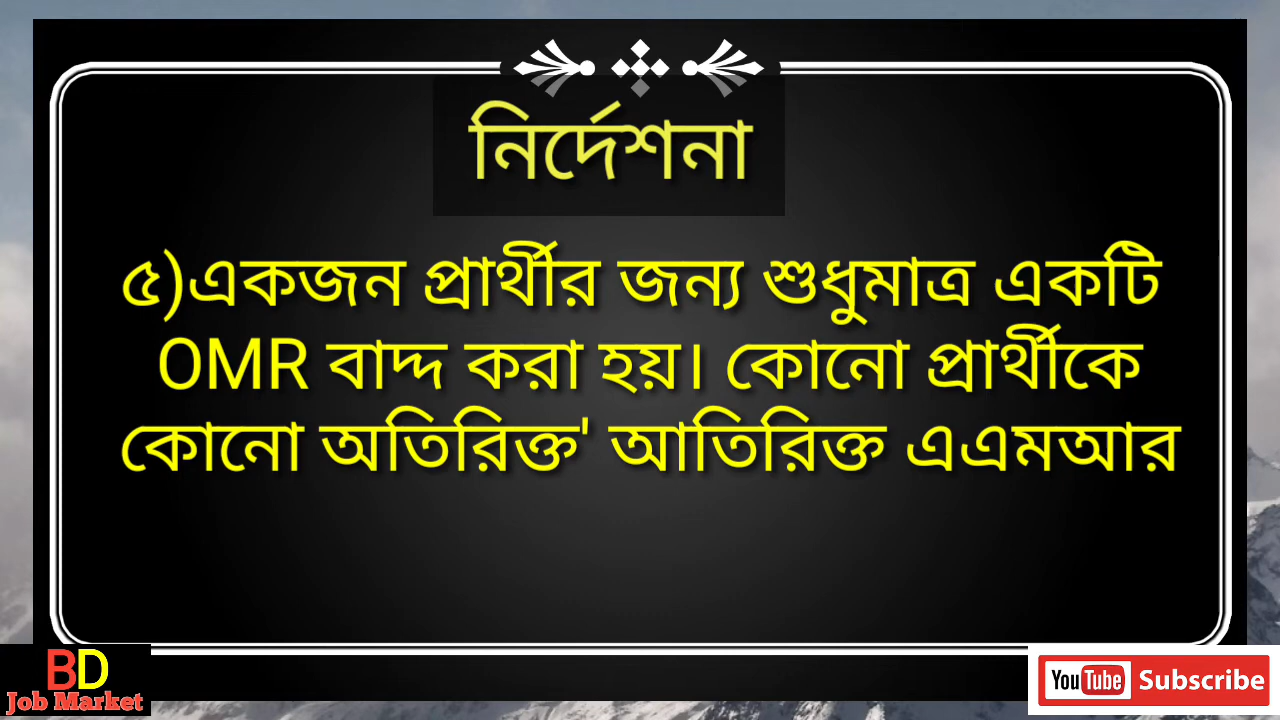 নির্দেশনা
৫)একজন প্রার্থীর জন্য শুধুমাত্র একটি
OMR বাদ্দ করা হয়। কোনো প্রার্থীকে
কোনো অতিরিক্ত' আতিরিক্ত এএমআর
BD
Job Market
YouTube Subscribe